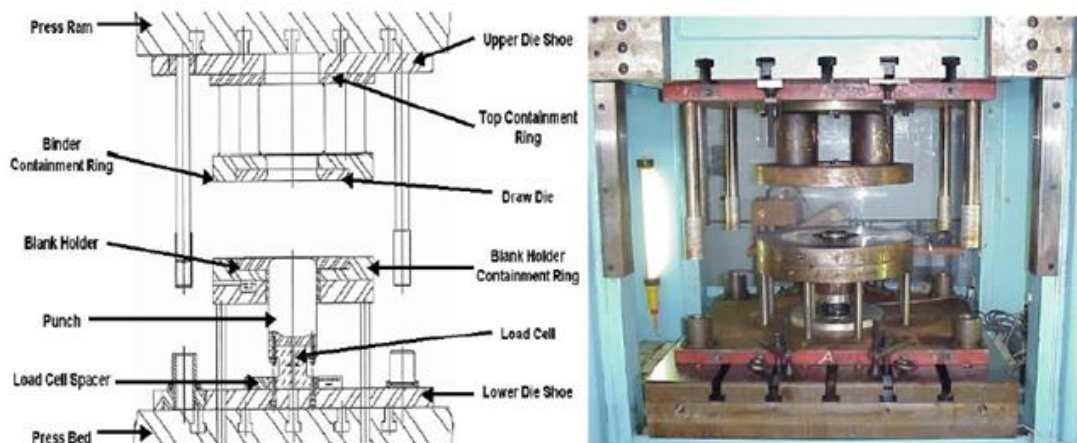 Press Ram
Upper Die Shoe
Top Containment
Ring
Binder
Containment Ring
Draw Die
Blank Holder
Blank Holder
Containment Ring
Punch
Load Cell
Load Cell Spacer
Lower Die Shoe
Press Bed
A